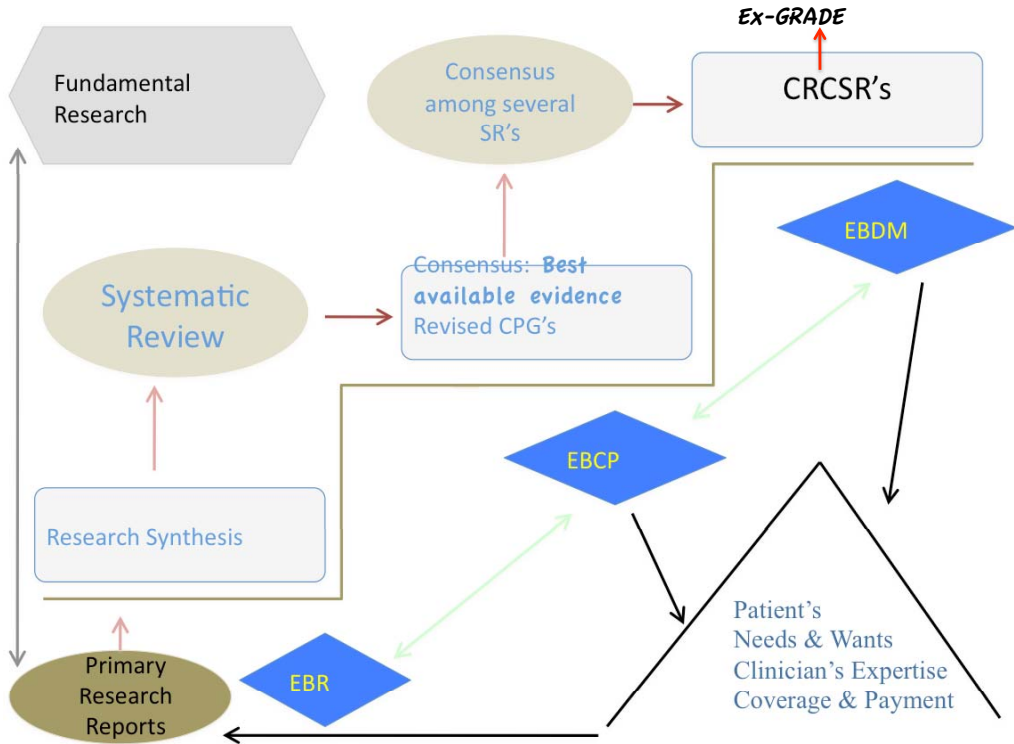 Ex-GRADE
Fundamental
Research
Consensus
among several
SR's
CRCSR's
EBDM
Systematic
Review
Consensus: Best
available evidence
Revised CPG's
EBCP
Research Synthesis
Patient's
Needs & Wants
Clinician's Expertise
Coverage & Payment
Primary
Research
Reports
EBR